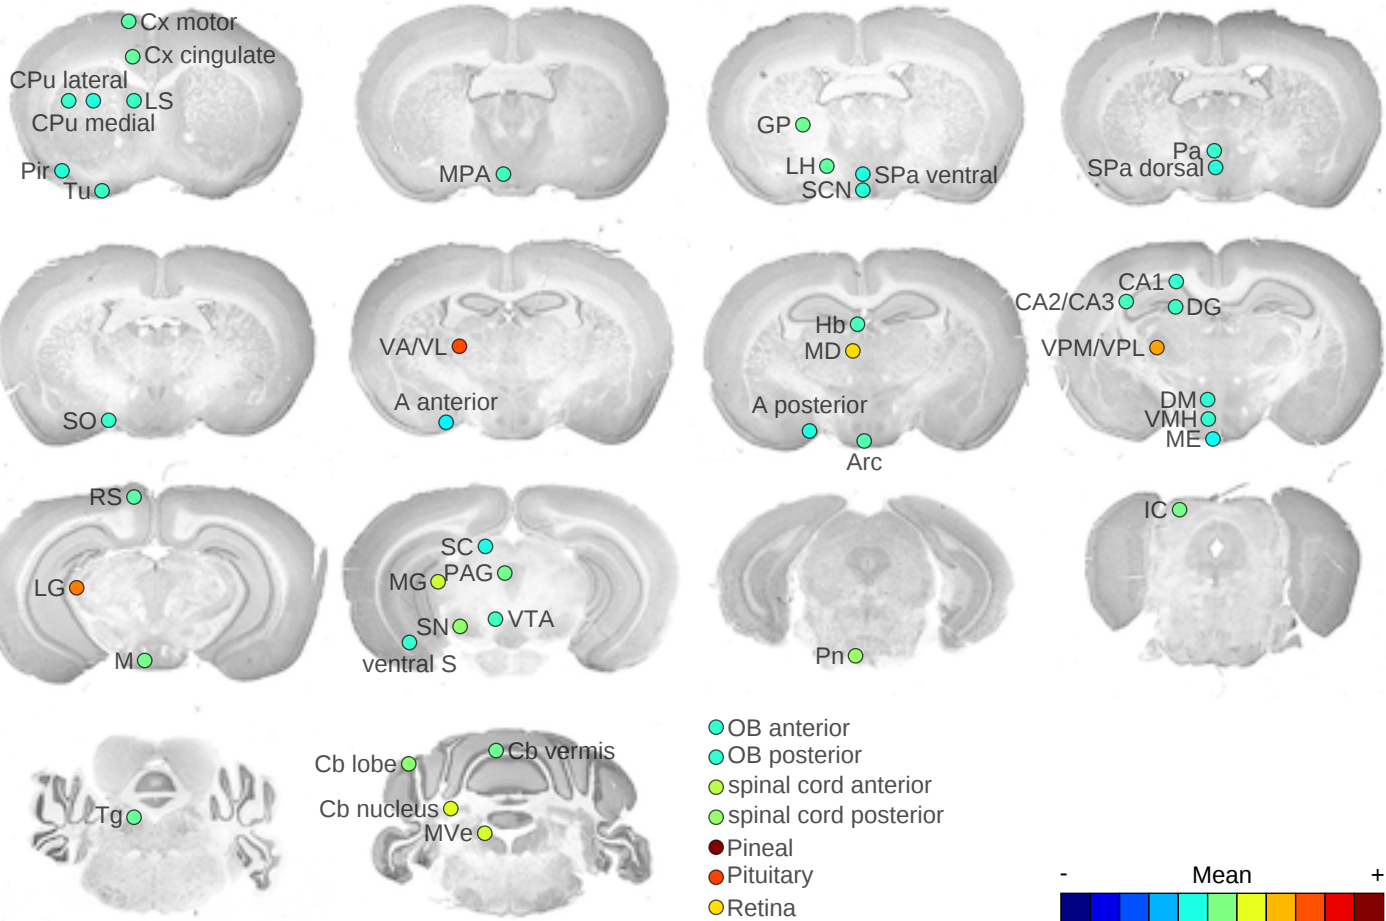 Cx motor
Cx cingulate
CPu lateral
LS
CPu medial
Pir
Tu
MPA
GP
LH
SPa ventral
SCN
Pa
SPa dorsal
SO
VA/VL
A anterior
Hb
MD
A posterior
Arc
CA1
CA2/CA3
DG
VPM/VPL
DM
VMH
ME
RS
LG
M
SC
PAG
MG
SN
VTA
ventral S
Pn
IC
Tg
Cb vermis
Cb lobe
Cb nucleus
MVe
OB anterior
OB posterior
spinal cord anterior
spinal cord posterior
Pineal
Pituitary
Retina
- Mean +